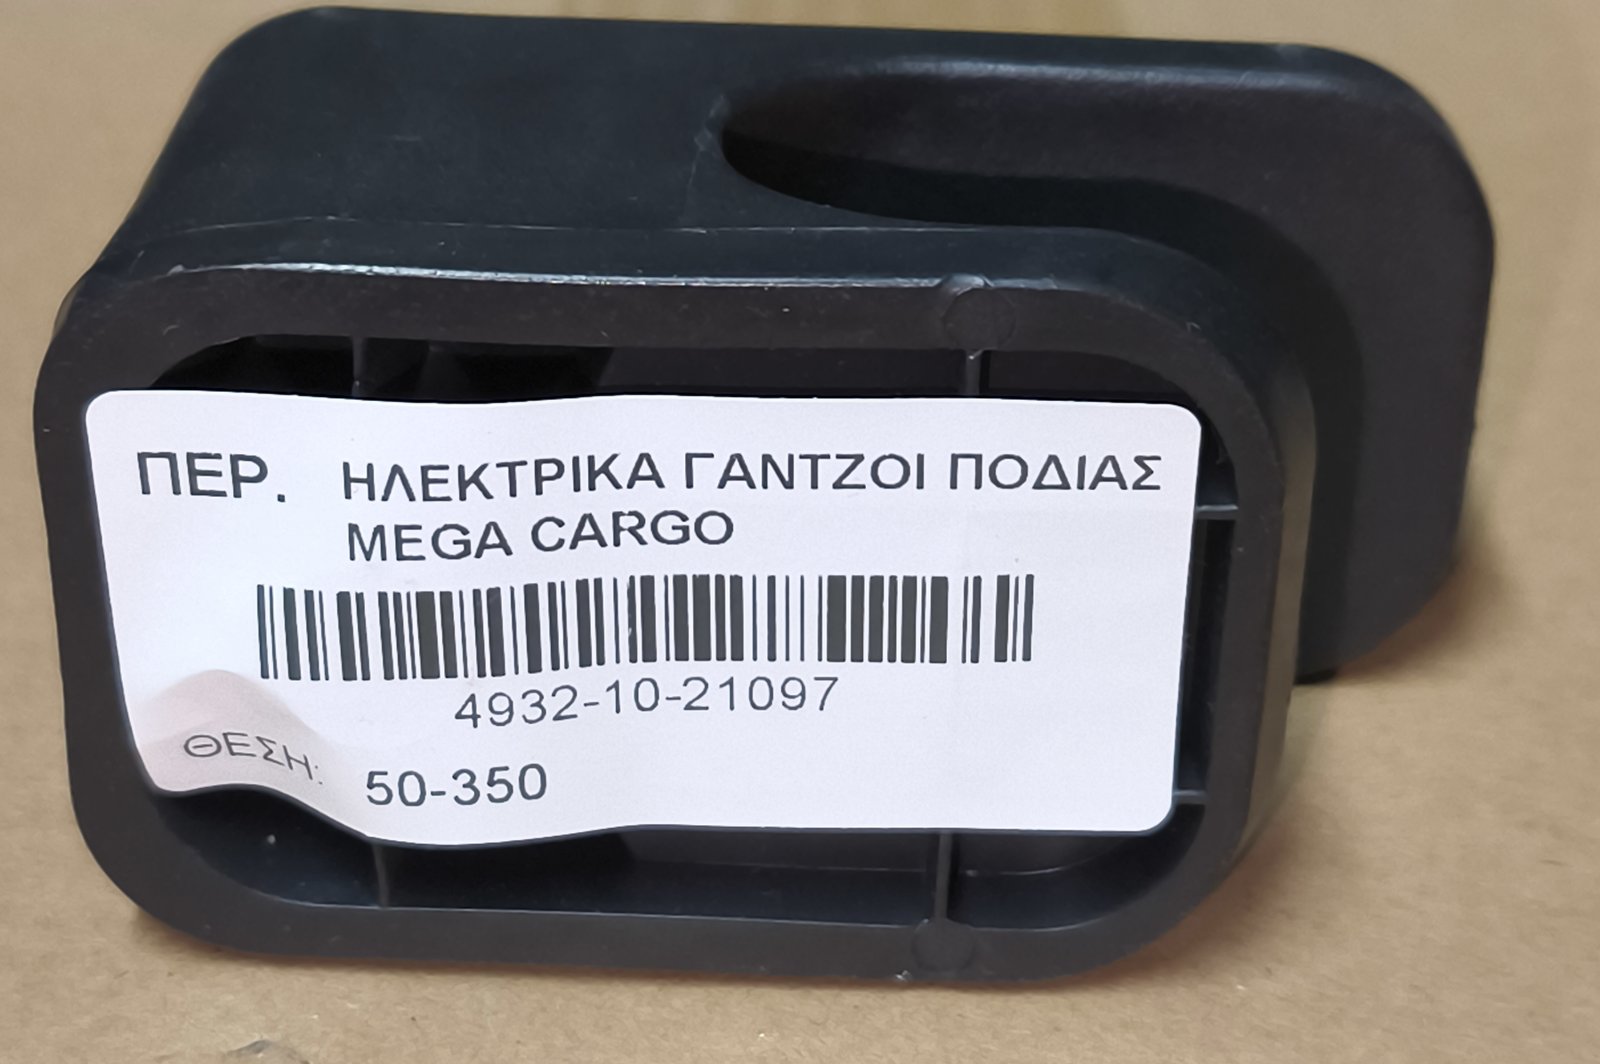 ΠΕΡ. ΗΛΕΚΤΡΙΚΑ ΓΑΝΤΖΟΙ ΠΟΔΙΑΣ
MEGA CARGO
4932-10-21097
ΘΕΣΗ: 50-350